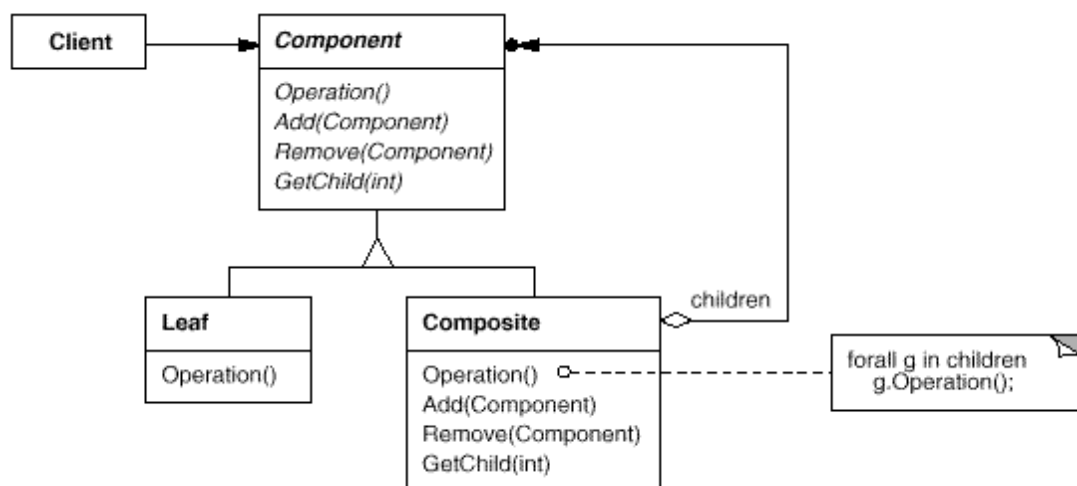 Client
Component
Operation()
Add(Component)
Remove(Component)
GetChild(int)
Leaf
Operation()
Composite
Operation()
Add(Component)
Remove(Component)
GetChild(int)
children
forall g in children
g.Operation();